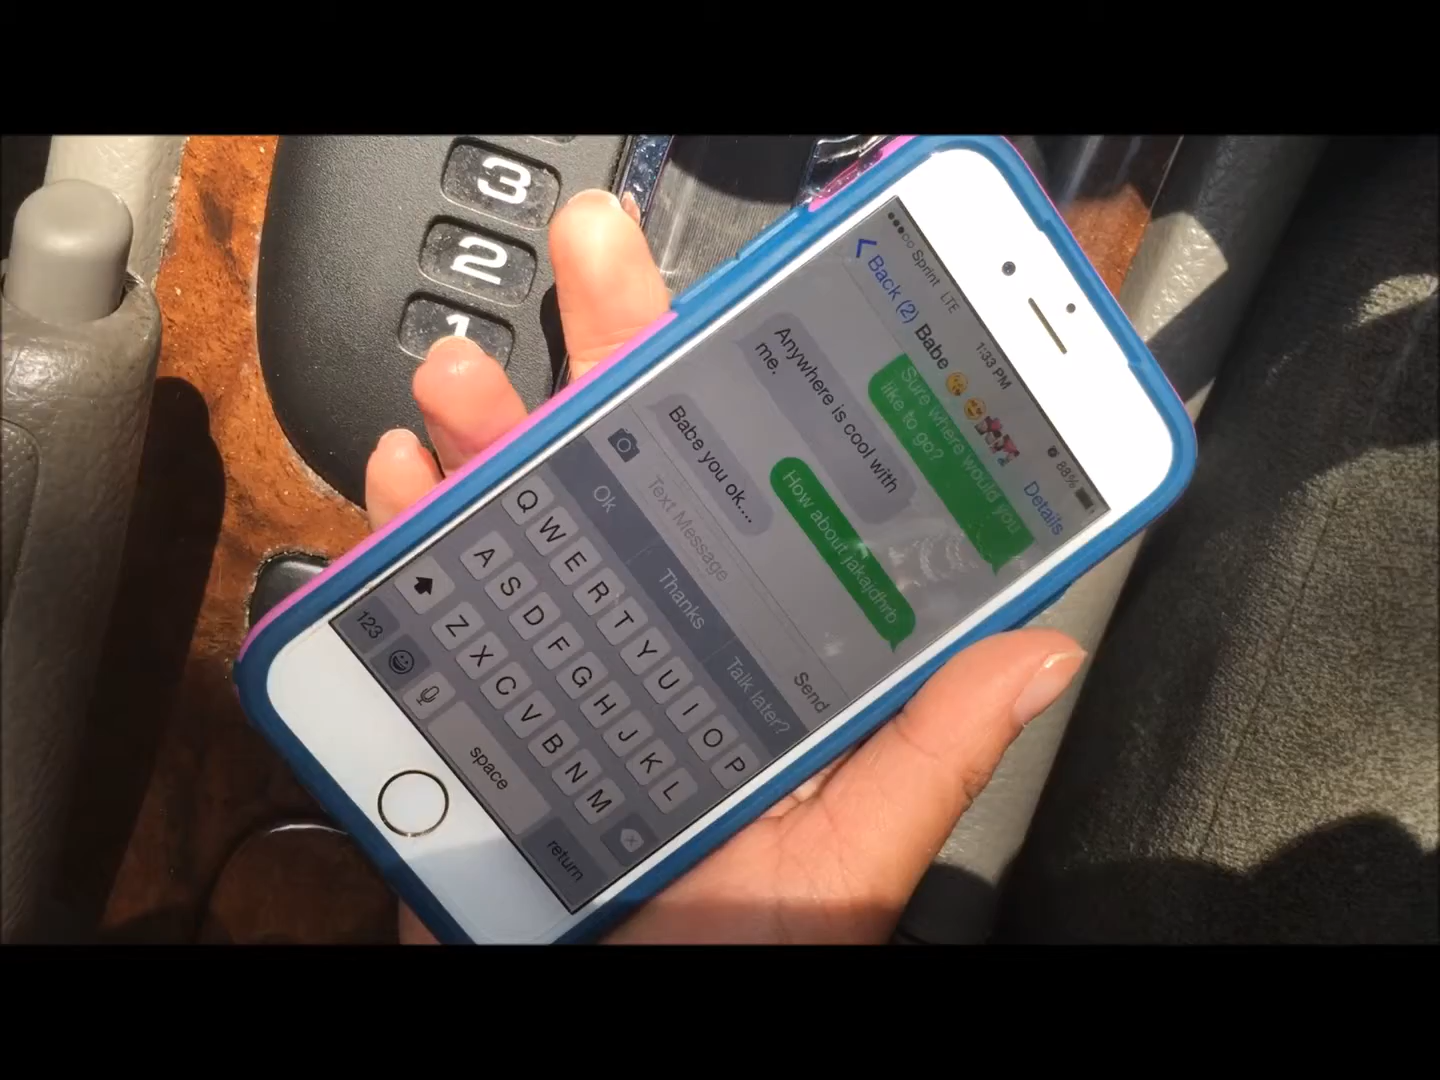 3
2
1
Sprint LTE 1:33 PM 88%
Back (2) Babe 😘 😍 Details
Sure where would you
like to go?
Anywhere is cool with
me.
How about jakajdhrb
Babe you ok....
Text Message Send
Ok Thanks Talk later?
Q W E R T Y U I O P
A S D F G H J K L
Z X C V B N M
123 space return